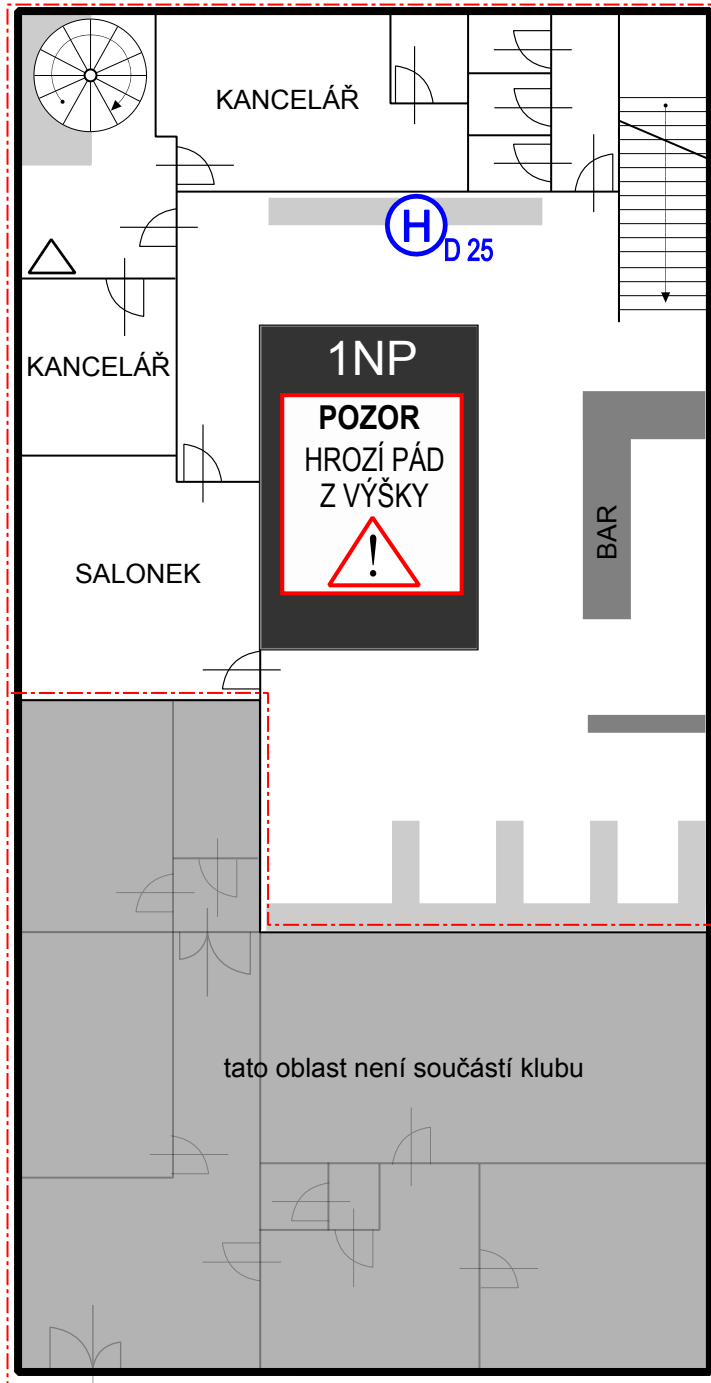 KANCELÁŘ
H
D 25
KANCELÁŘ
1NP
POZOR
HROZÍ PÁD
Z VÝŠKY
!
BAR
SALONEK
tato oblast není součástí klubu